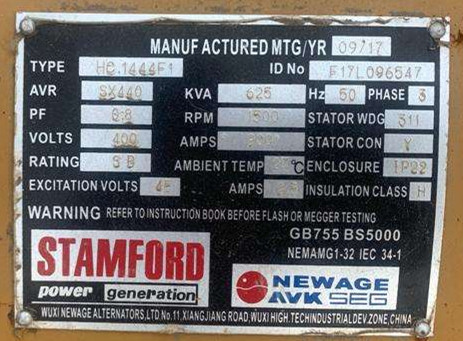 MANUFACTURED MTG/YR 09/17
TYPE HC.1444F1 ID No F17L096547
AVR SX440 KVA 625 Hz 50 PHASE 3
PF 0.8 RPM 1500 STATOR WDG 311
VOLTS 400 AMPS STATOR CON Y
RATING SB AMBIENT TEMP °C ENCLOSURE IP22
EXCITATION VOLTS AMPS INSULATION CLASS H
WARNING REFER TO INSTRUCTION BOOK BEFORE FLASH OR MEGGER TESTING
GB755 BS5000
NEMAMG1-32 IEC 34-1
STAMFORD
power generation
NEWAGE
AVK SEG
WUXI NEWAGE ALTERNATORS,LTD.No.11,XIANGJIANG ROAD,WUXI HIGH.TECHINDUSTRIALDEV.ZONE,CHINA